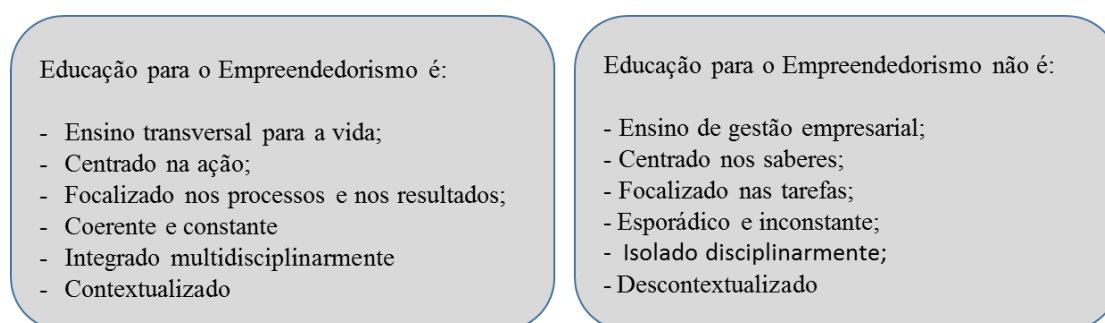 Educação para o Empreendedorismo é:
- Ensino transversal para a vida;
- Centrado na ação;
- Focalizado nos processos e nos resultados;
- Coerente e constante
- Integrado multidisciplinarmente
- Contextualizado
Educação para o Empreendedorismo não é:
- Ensino de gestão empresarial;
- Centrado nos saberes;
- Focalizado nas tarefas;
- Esporádico e inconstante;
- Isolado disciplinarmente;
- Descontextualizado